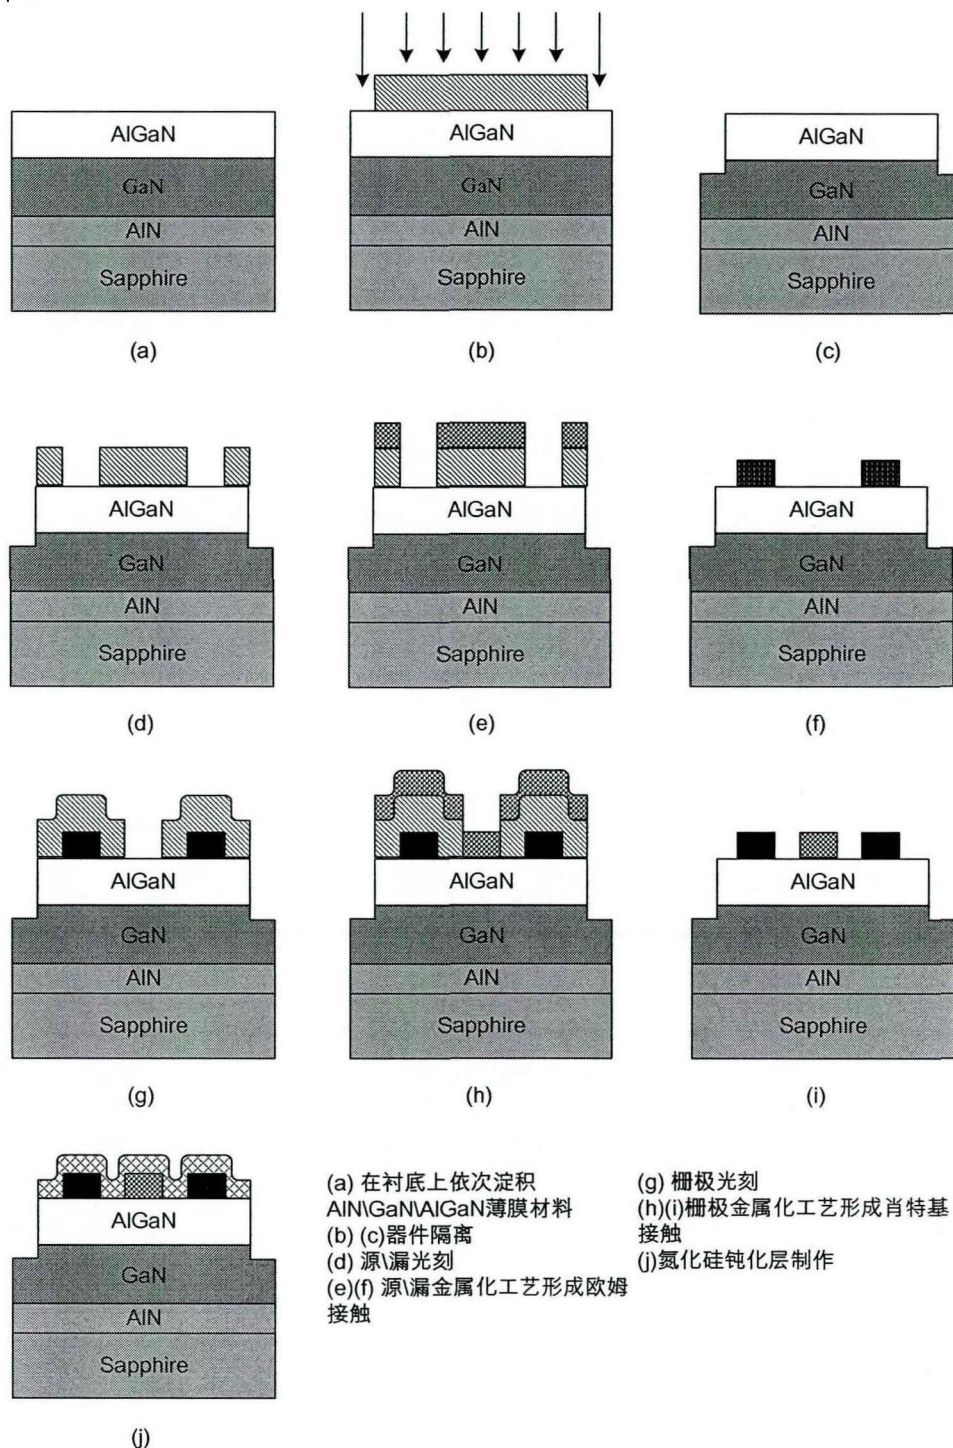 AlGaN
GaN
AlN
Sapphire
(a)
AlGaN
GaN
AlN
Sapphire
(b)
AlGaN
GaN
AlN
Sapphire
(c)
AlGaN
GaN
AlN
Sapphire
(d)
AlGaN
GaN
AlN
Sapphire
(e)
AlGaN
GaN
AlN
Sapphire
(f)
AlGaN
GaN
AlN
Sapphire
(g)
AlGaN
GaN
AlN
Sapphire
(h)
AlGaN
GaN
AlN
Sapphire
(i)
AlGaN
GaN
AlN
Sapphire
(j)
(a) 在衬底上依次淀积
AlN\GaN\AlGaN薄膜材料
(b) (c)器件隔离
(d) 源\漏光刻
(e)(f) 源\漏金属化工艺形成欧姆
接触
(g) 栅极光刻
(h)(i)栅极金属化工艺形成肖特基
接触
(j)氮化硅钝化层制作